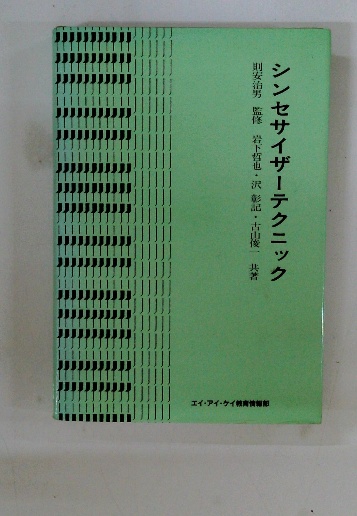 シンセサイザーテクニック
則安治男 監修 岩下哲也・沢 彰記・古山俊一 共著
エイ・アイ・ケイ教育情報部